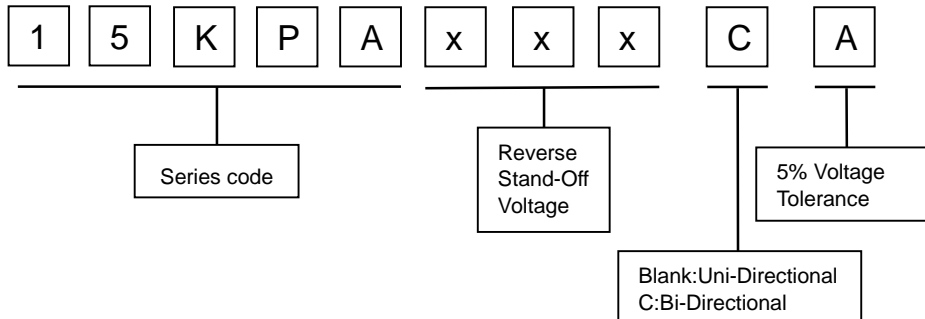 1 5 K P A x x x C A
Series code
Reverse
Stand-Off
Voltage
5% Voltage
Tolerance
Blank:Uni-Directional
C:Bi-Directional